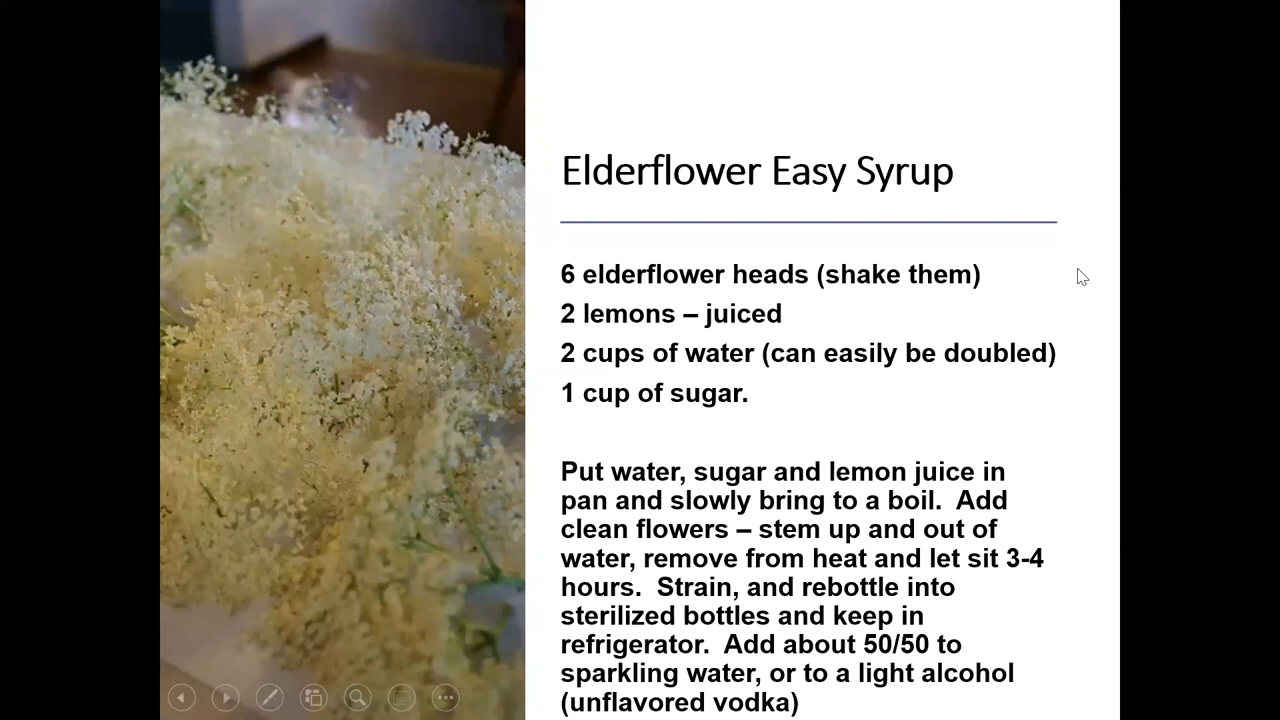 Elderflower Easy Syrup
6 elderflower heads (shake them)
2 lemons – juiced
2 cups of water (can easily be doubled)
1 cup of sugar.
Put water, sugar and lemon juice in
pan and slowly bring to a boil.  Add
clean flowers – stem up and out of
water, remove from heat and let sit 3-4
hours.  Strain, and rebottle into
sterilized bottles and keep in
refrigerator.  Add about 50/50 to
sparkling water, or to a light alcohol
(unflavored vodka)